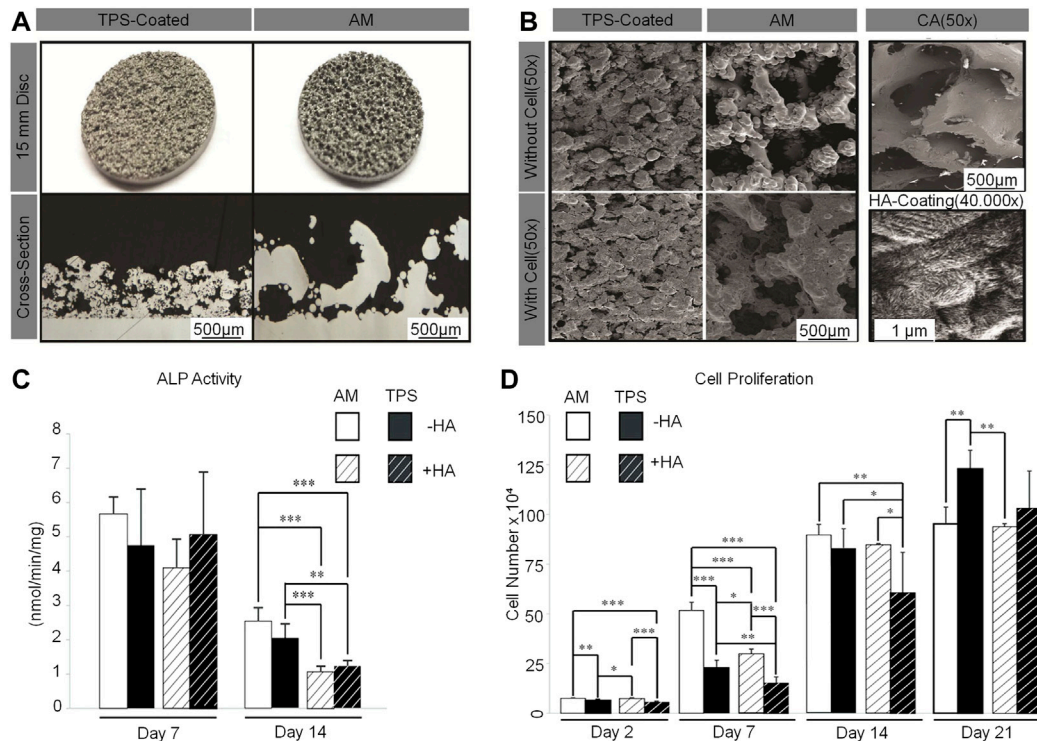 A
TPS-Coated
AM
15 mm Disc
Cross-Section
500μm
500μm
B
TPS-Coated
AM
CA(50x)
Without Cell(50x)
500μm
HA-Coating(40.000x)
With Cell(50x)
500μm
1 μm
C
ALP Activity
AM
TPS
-HA
+HA
(nmol/min/mg)
8
7
6
5
4
3
2
1
0
***
***
**
***
Day 7
Day 14
D
Cell Proliferation
AM
TPS
-HA
+HA
Cell Number x 10⁴
150
125
100
75
50
25
0
***
**
***
*
***
***
***
*
***
**
**
*
*
**
**
Day 2
Day 7
Day 14
Day 21